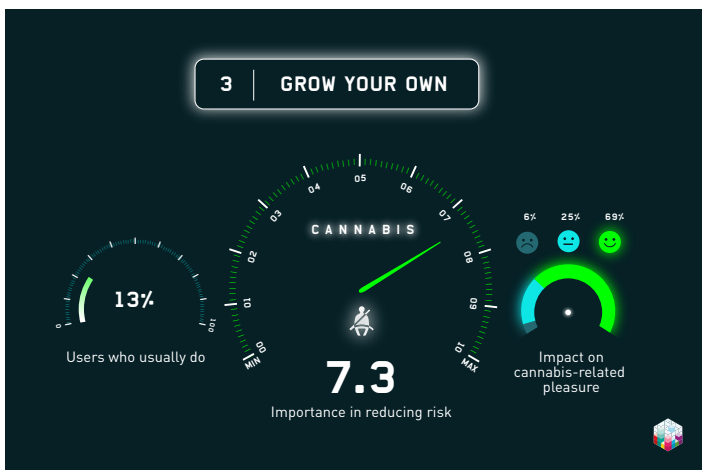 3 | GROW YOUR OWN
CANNABIS
00
01
02
03
04
05
06
07
08
09
10
MIN
MAX
7.3
Importance in reducing risk
0
100
13%
Users who usually do
6% 25% 69%
Impact on
cannabis-related
pleasure